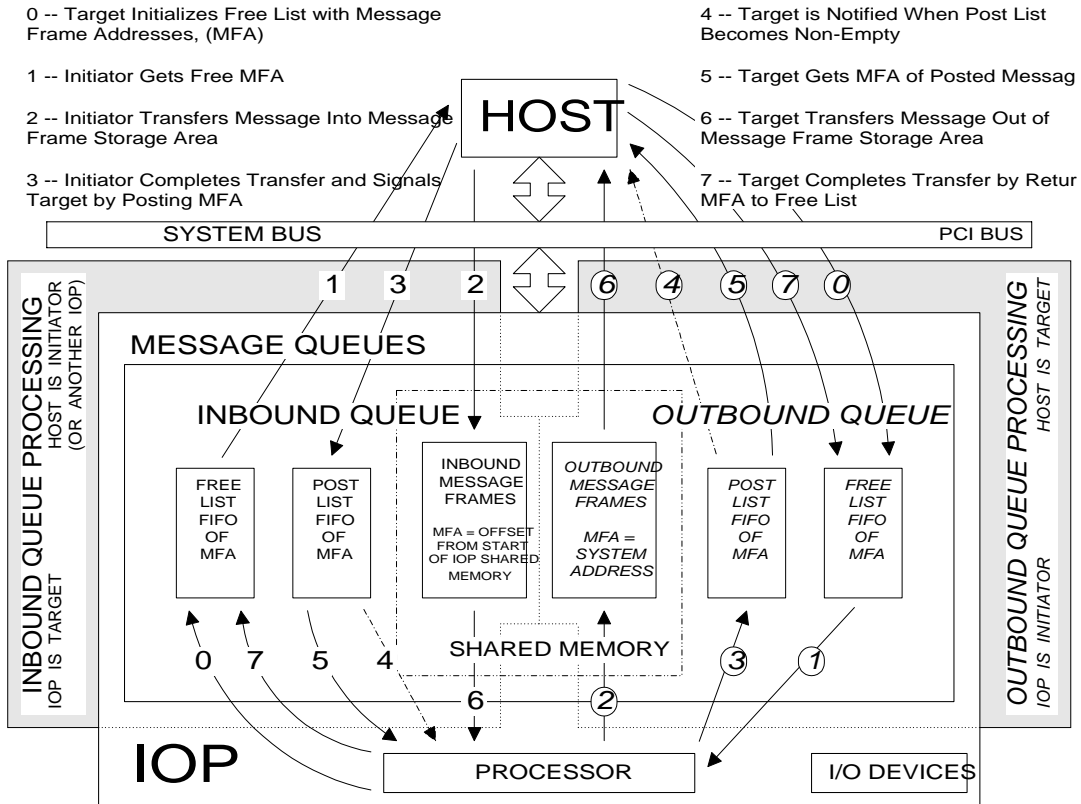 0 -- Target Initializes Free List with Message
Frame Addresses, (MFA)
1 -- Initiator Gets Free MFA
2 -- Initiator Transfers Message Into Message
Frame Storage Area
3 -- Initiator Completes Transfer and Signals
Target by Posting MFA
4 -- Target is Notified When Post List
Becomes Non-Empty
5 -- Target Gets MFA of Posted Messag
6 -- Target Transfers Message Out of
Message Frame Storage Area
7 -- Target Completes Transfer by Retur
MFA to Free List
HOST
SYSTEM BUS
PCI BUS
1
3
2
6
4
5
7
0
INBOUND QUEUE PROCESSING
HOST IS INITIATOR
(OR ANOTHER IOP)
IOP IS TARGET
OUTBOUND QUEUE PROCESSING
HOST IS TARGET
IOP IS INITIATOR
MESSAGE QUEUES
INBOUND QUEUE
OUTBOUND QUEUE
FREE
LIST
FIFO
OF
MFA
POST
LIST
FIFO
OF
MFA
INBOUND
MESSAGE
FRAMES
MFA = OFFSET
FROM START
OF IOP SHARED
MEMORY
OUTBOUND
MESSAGE
FRAMES
MFA =
SYSTEM
ADDRESS
POST
LIST
FIFO
OF
MFA
FREE
LIST
FIFO
OF
MFA
SHARED MEMORY
0
7
5
4
6
2
3
1
IOP
PROCESSOR
I/O DEVICES